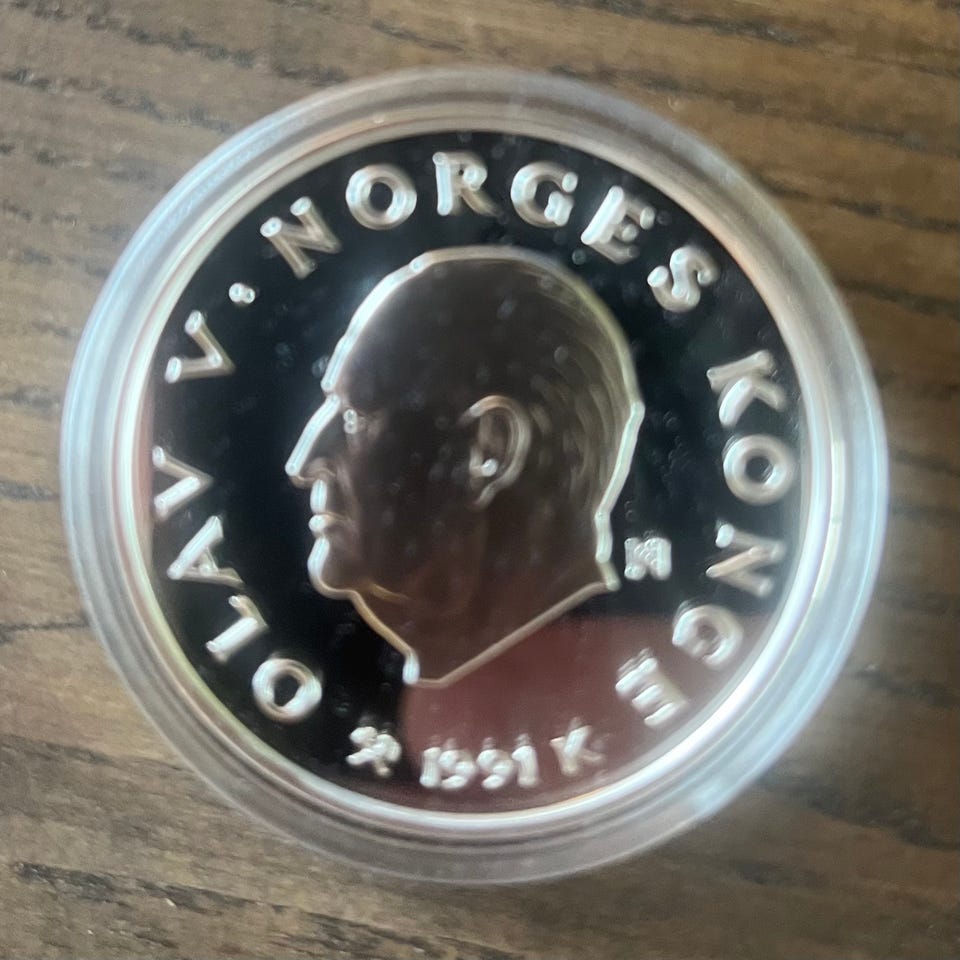 OLAV V · NORGES KONGE
1991 K